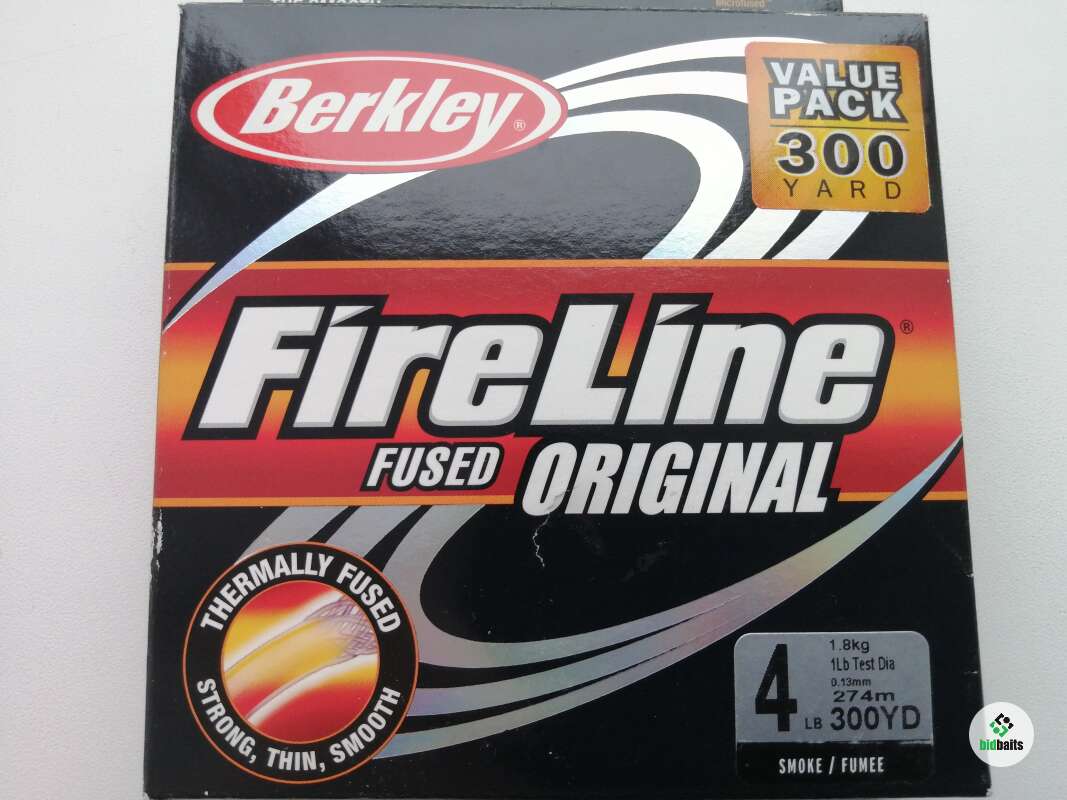 Microfused
Berkley®
VALUE
PACK
300
YARD
FireLine®
FUSED ORIGINAL
THERMALLY FUSED
STRONG, THIN, SMOOTH
4 LB
1.8kg
1Lb Test Dia
0.13mm
274m
300YD
SMOKE / FUMEE
bidbaits